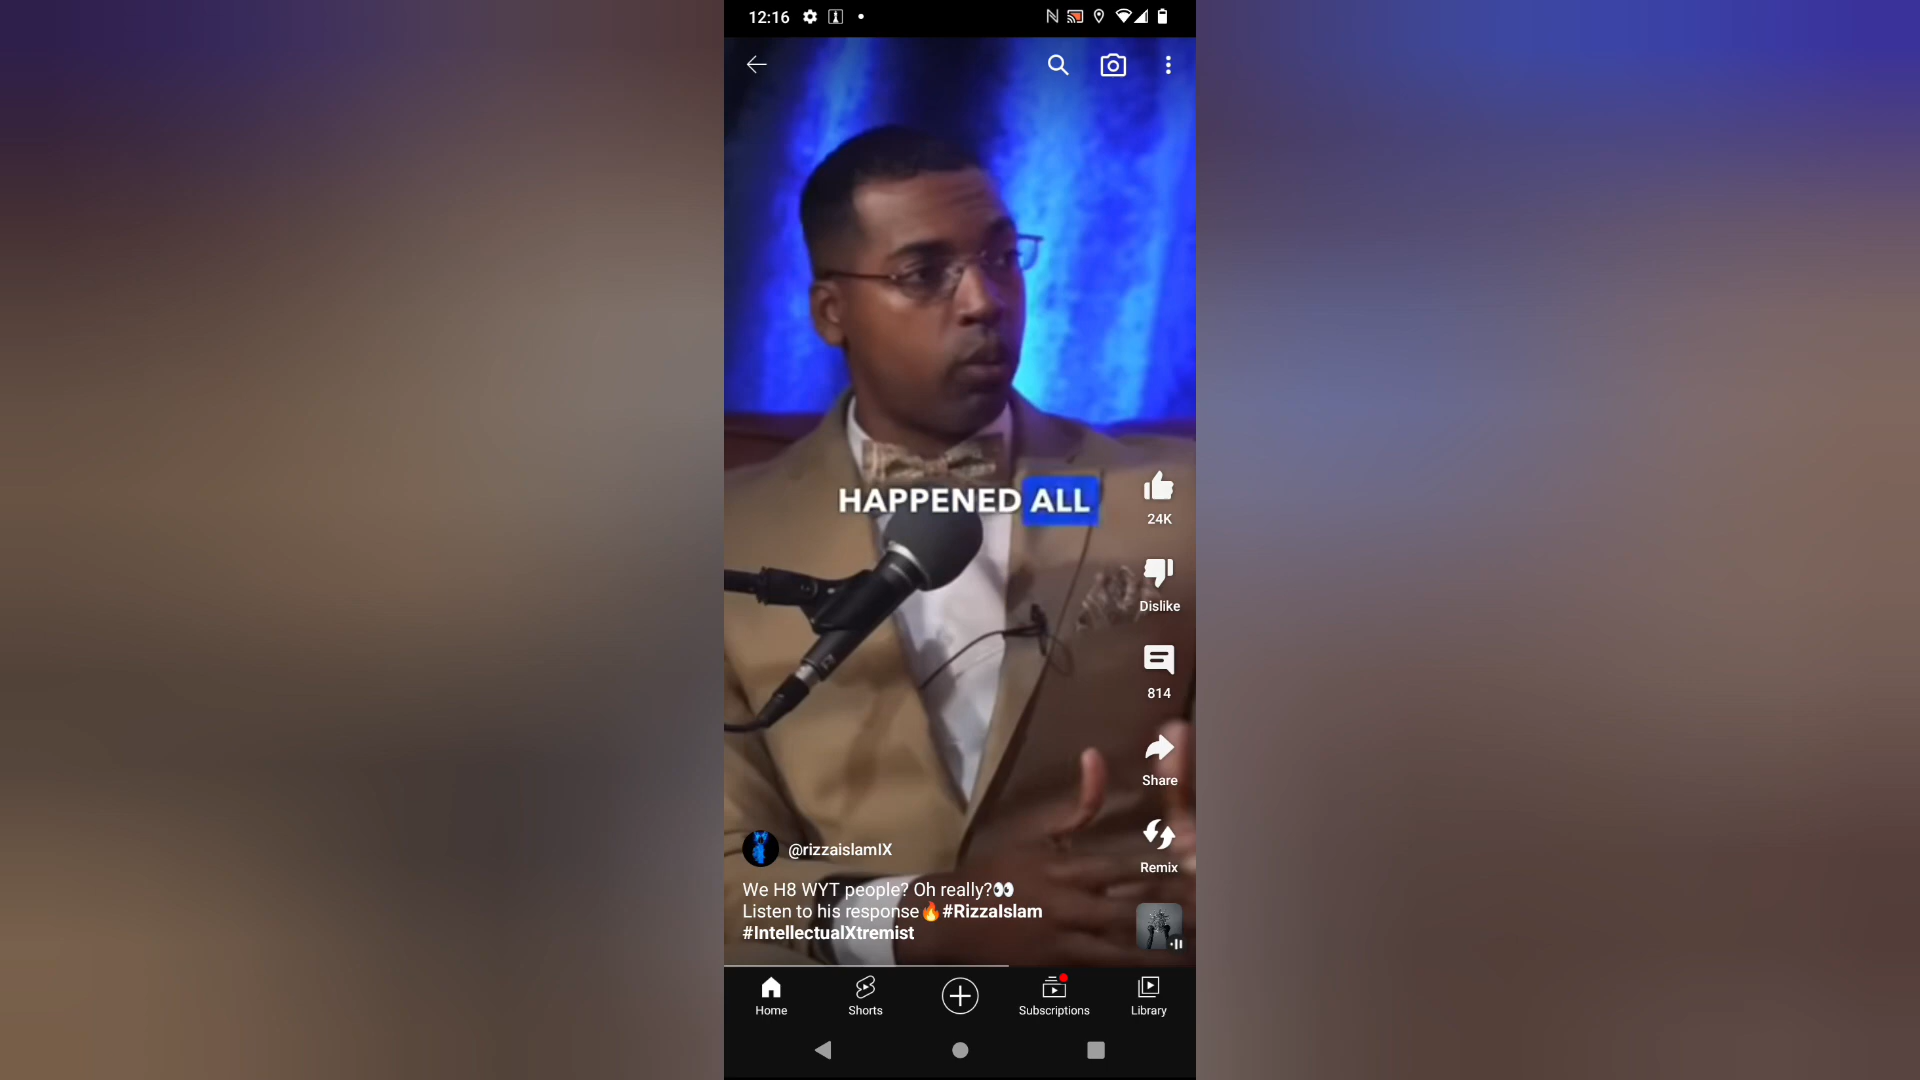 12:16
HAPPENED ALL
24K
Dislike
814
Share
Remix
@rizzaislamIX
We H8 WYT people? Oh really?👀
Listen to his response🔥#RizzaIslam
#IntellectualXtremist
Home
Shorts
Subscriptions
Library